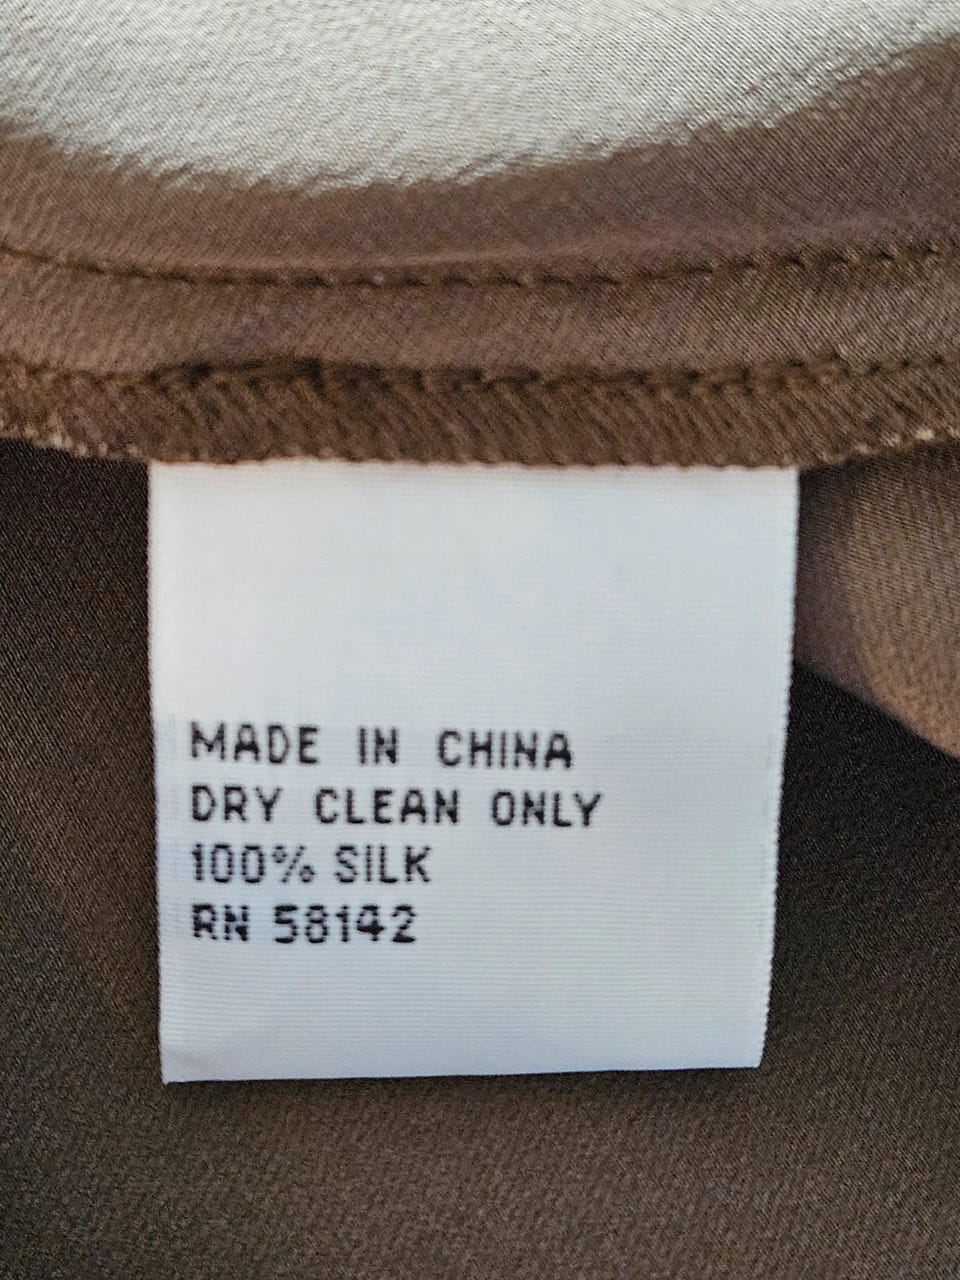 MADE IN CHINA
DRY CLEAN ONLY
100% SILK
RN 58142